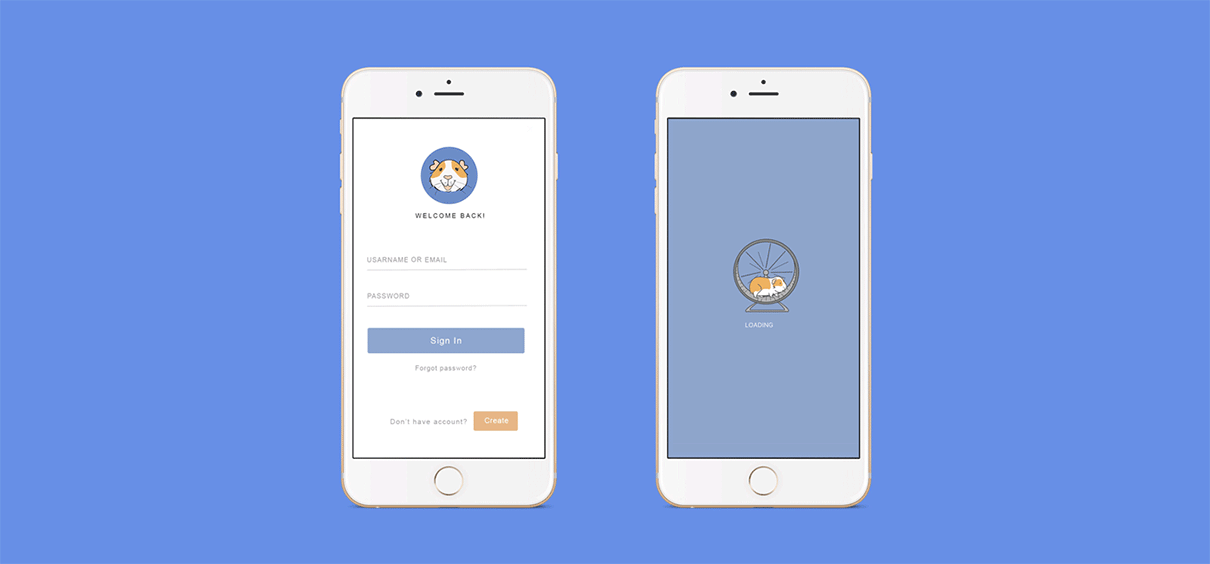 WELCOME BACK!
USARNAME OR EMAIL
PASSWORD
Sign In
Forgot password?
Don't have account? Create
LOADING